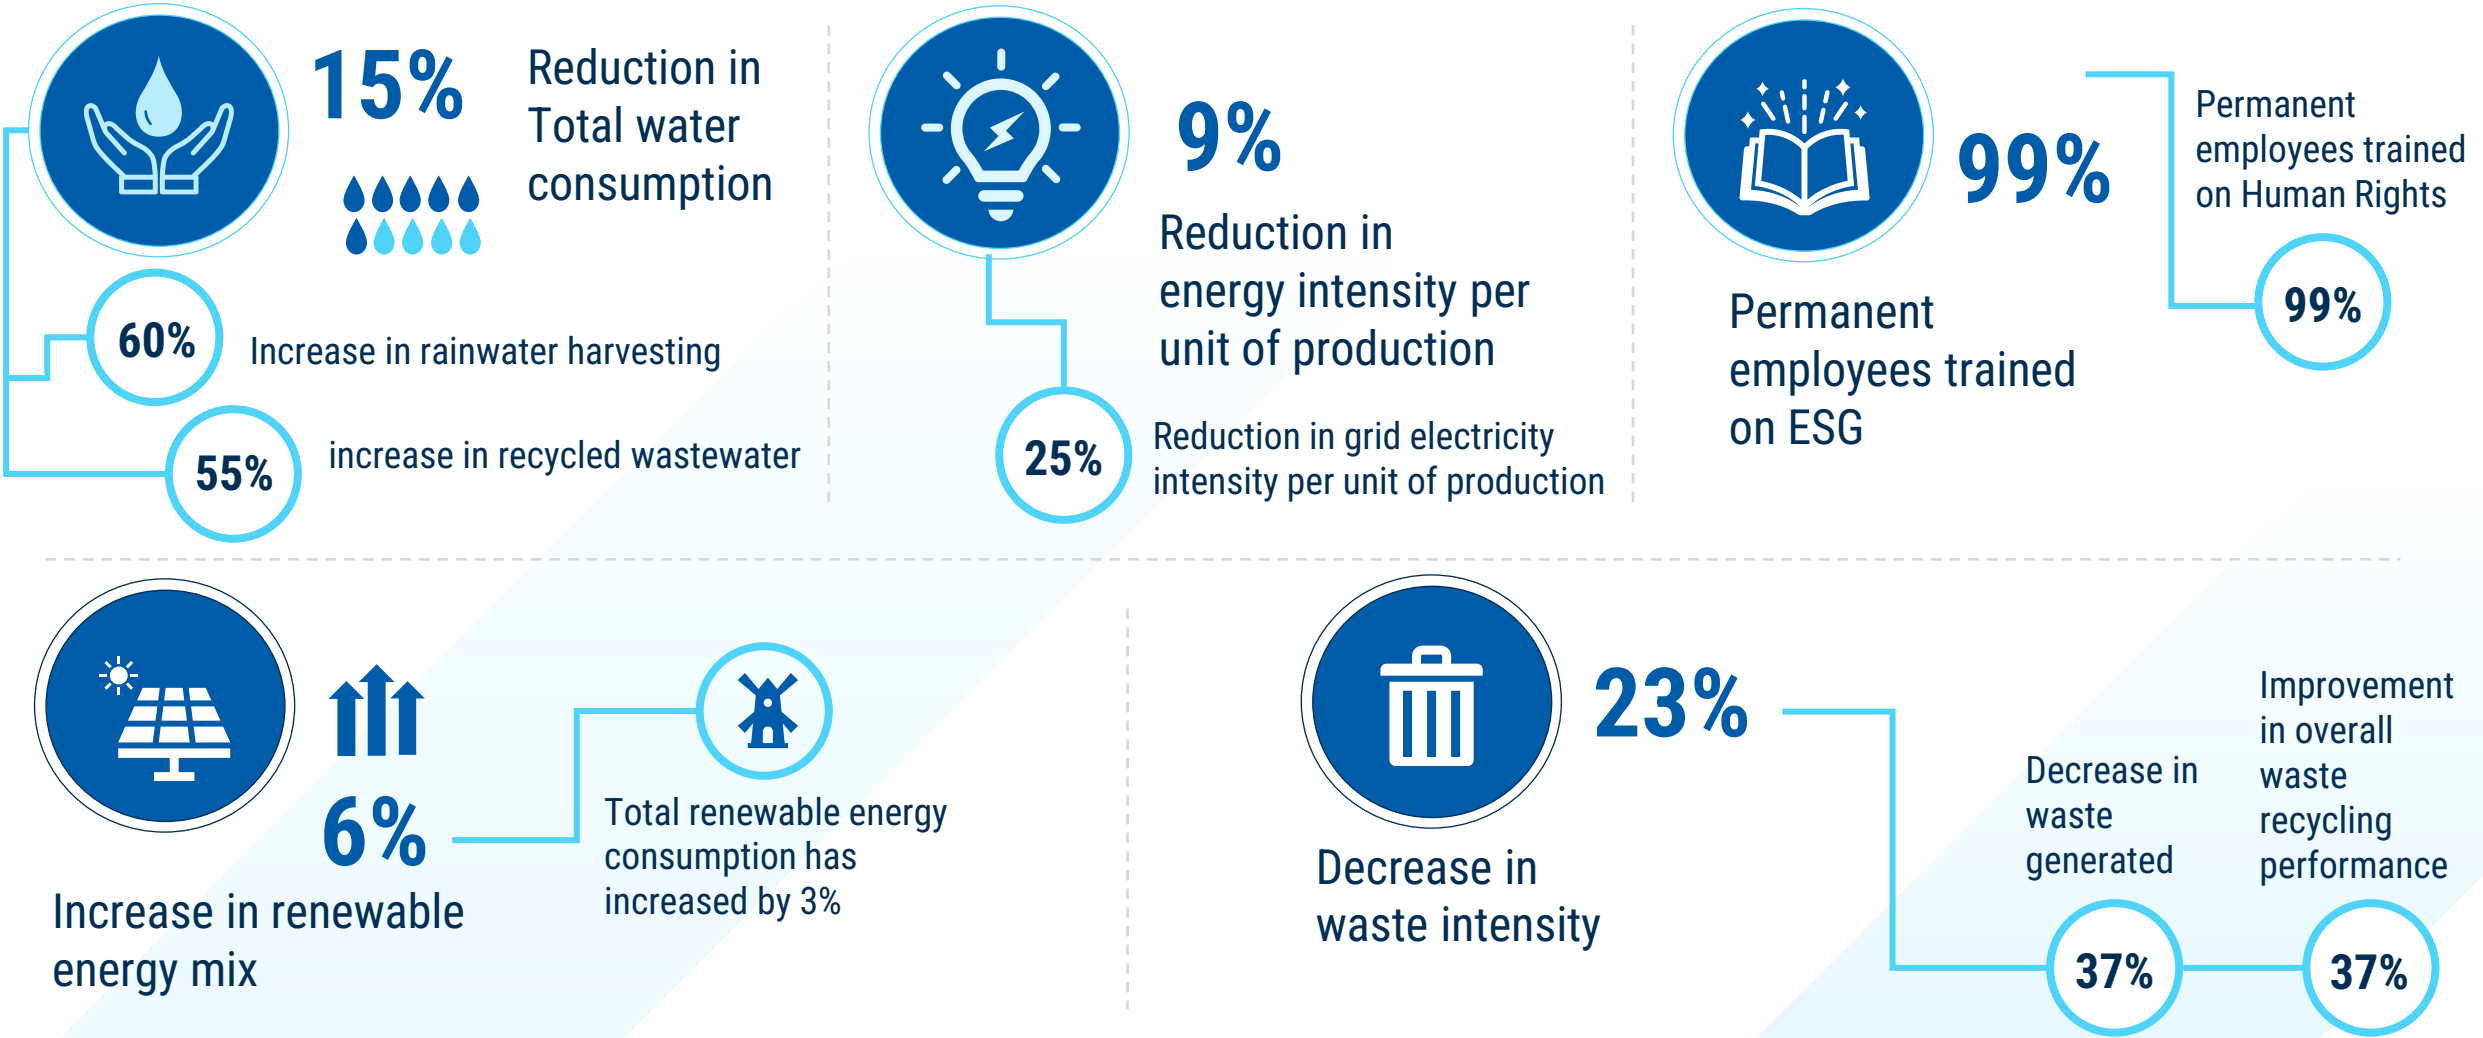 15%
Reduction in
Total water
consumption
60%
Increase in rainwater harvesting
55%
increase in recycled wastewater
9%
Reduction in
energy intensity per
unit of production
25%
Reduction in grid electricity
intensity per unit of production
99%
Permanent
employees trained
on ESG
Permanent
employees trained
on Human Rights
99%
6%
Increase in renewable
energy mix
Total renewable energy
consumption has
increased by 3%
23%
Decrease in
waste intensity
Decrease in
waste
generated
37%
Improvement
in overall
waste
recycling
performance
37%